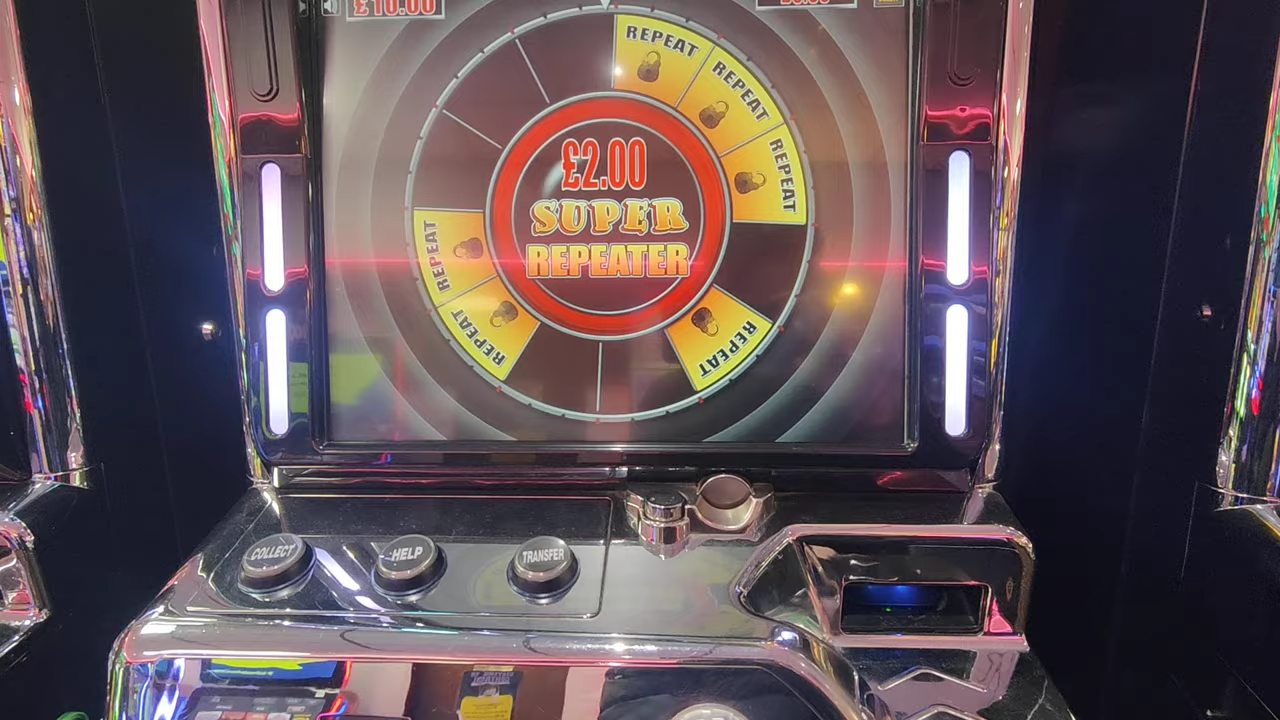 £10.00
REPEAT
REPEAT
REPEAT
£2.00
SUPER
REPEATER
REPEAT
REPEAT
REPEAT
COLLECT
HELP
TRANSFER